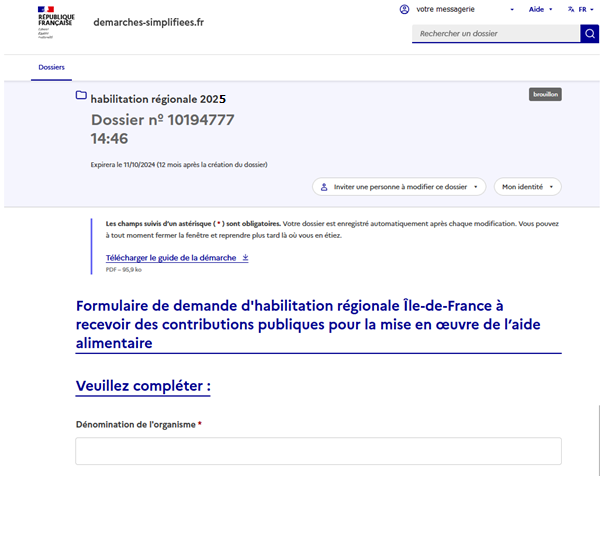 votre messagerie
Aide
FR
RÉPUBLIQUE
FRANÇAISE
demarches-simplifiees.fr
Liberté
Égalité
Fraternité
Rechercher un dossier
Dossiers
habilitation régionale 2025
brouillon
Dossier nº 10194777
14:46
Expirera le 11/10/2024 (12 mois après la création du dossier)
Inviter une personne à modifier ce dossier
Mon identité
Les champs suivis d'un astérisque ( * ) sont obligatoires. Votre dossier est enregistré automatiquement après chaque modification. Vous pouvez
à tout moment fermer la fenêtre et reprendre plus tard là où vous en étiez.
Télécharger le guide de la démarche
PDF – 95,9 ko
Formulaire de demande d'habilitation régionale Île-de-France à
recevoir des contributions publiques pour la mise en œuvre de l'aide
alimentaire
Veuillez compléter :
Dénomination de l'organisme *